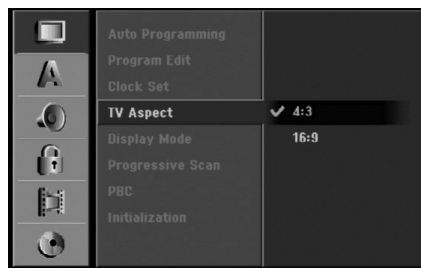 Auto Programming
Program Edit
Clock Set
TV Aspect
4:3
Display Mode
16:9
Progressive Scan
PBC
Initialization